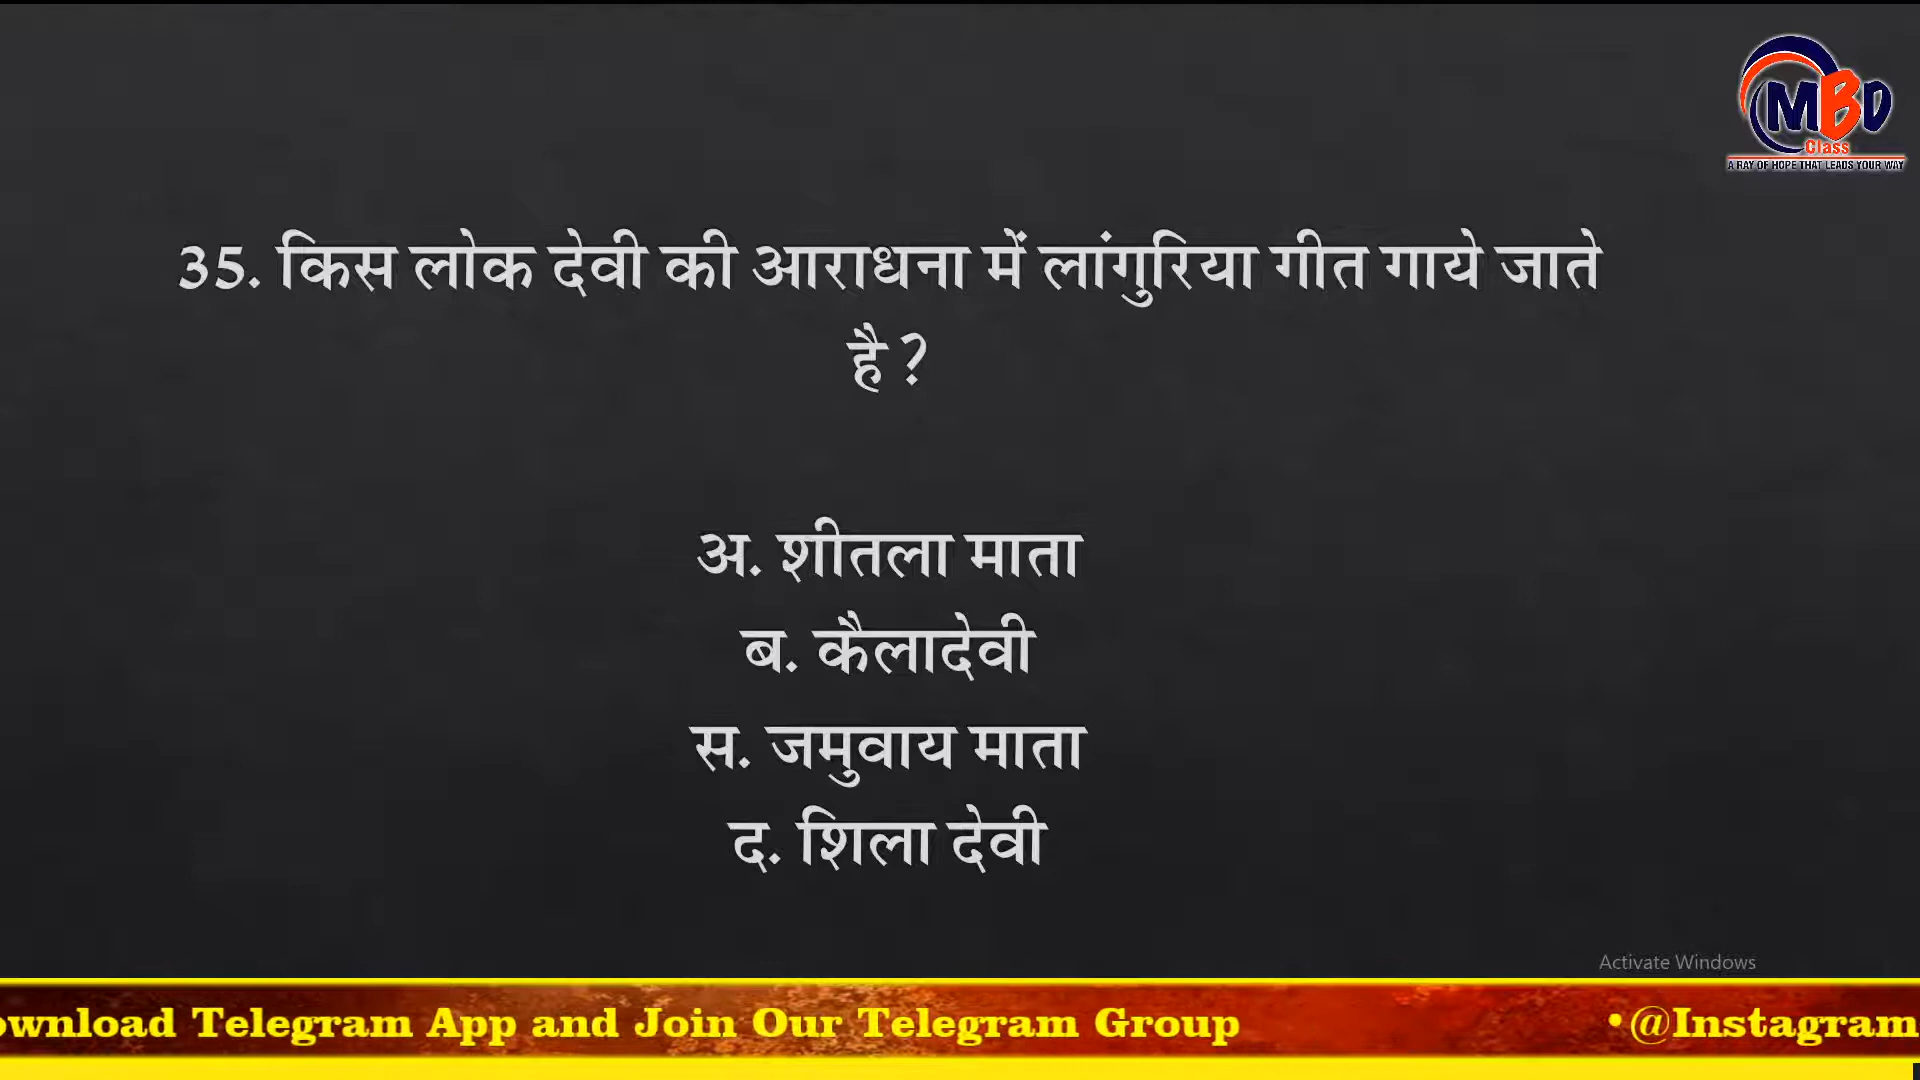 MBD
Class
A RAY OF HOPE THAT LEADS YOUR WAY
35. किस लोक देवी की आराधना में लांगुरिया गीत गाये जाते
है ?
अ. शीतला माता
ब. कैलादेवी
स. जमुवाय माता
द. शिला देवी
Activate Windows
ownload Telegram App and Join Our Telegram Group
•@Instagram